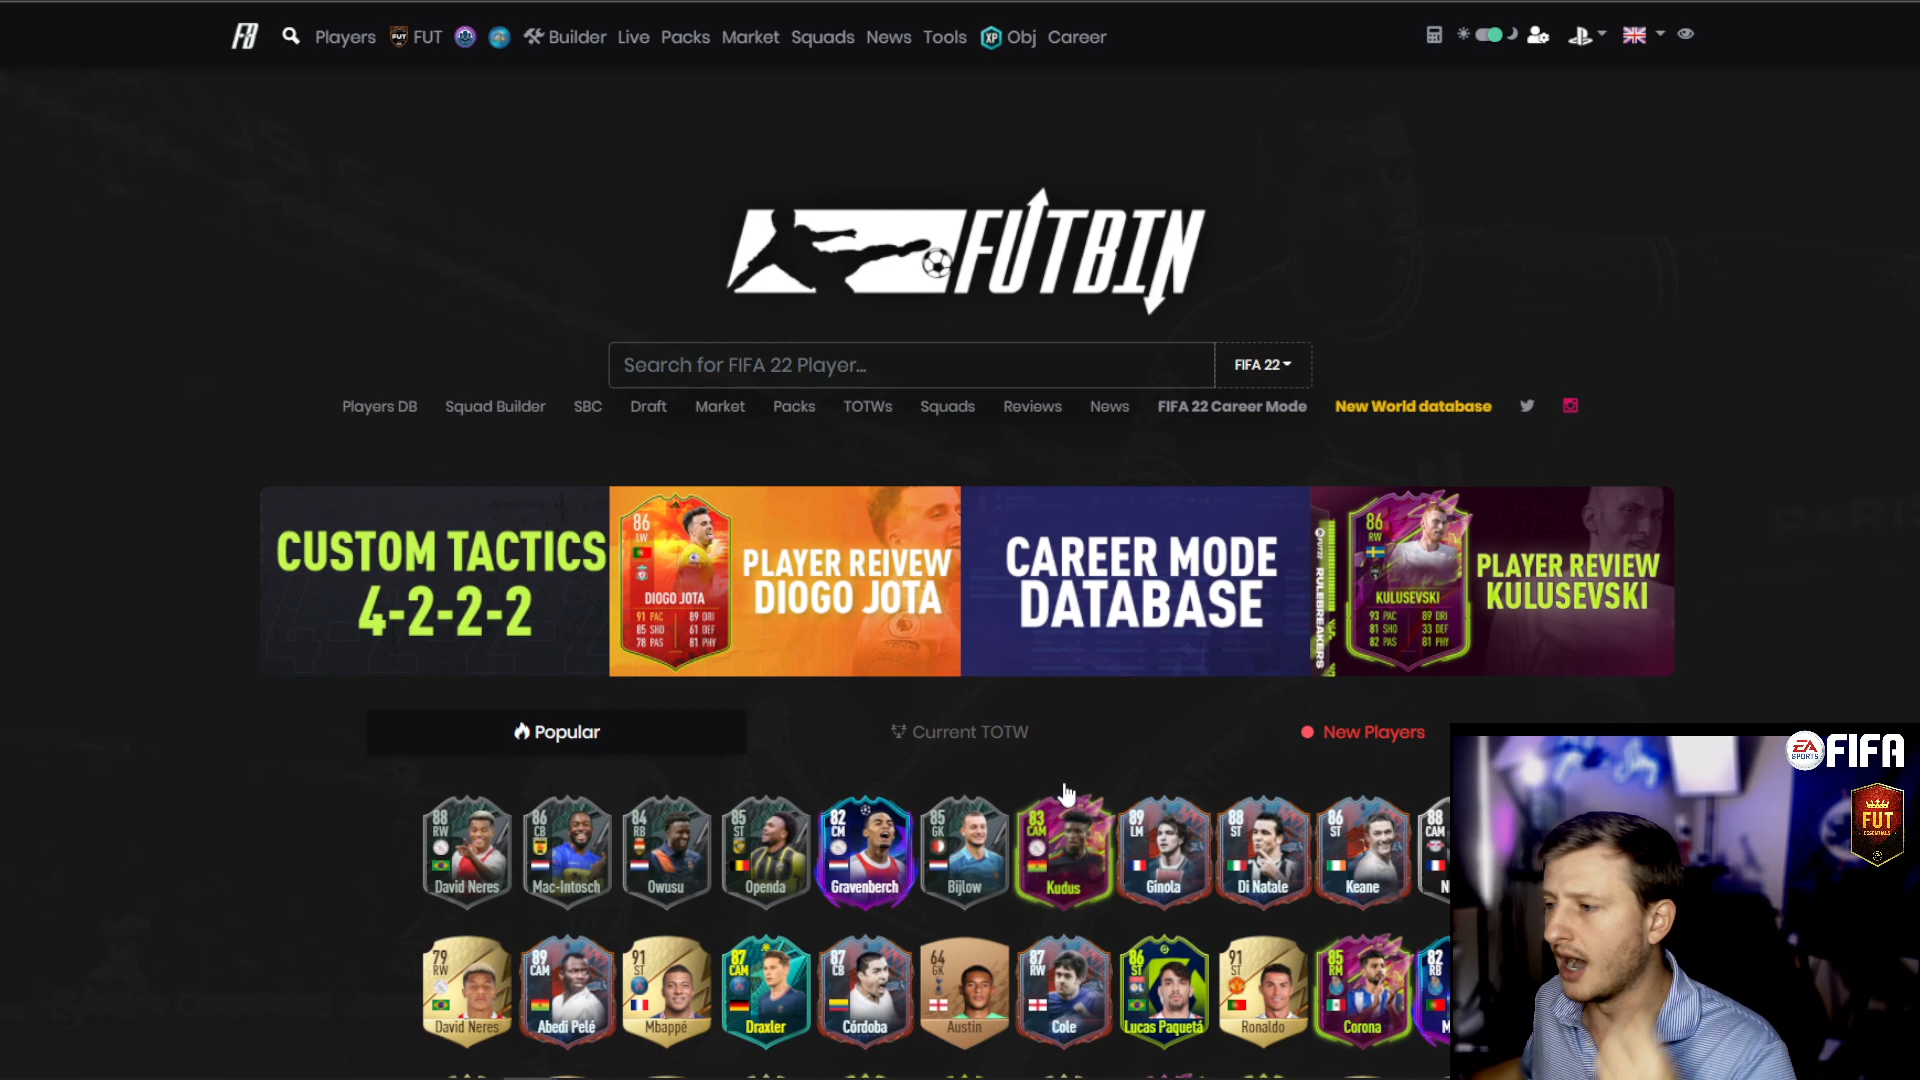 FB Players FUT FUT Builder Live Packs Market Squads News Tools XP Obj Career
FUTBIN
Search for FIFA 22 Player... FIFA 22
Players DB Squad Builder SBC Draft Market Packs TOTWs Squads Reviews News FIFA 22 Career Mode New World database
CUSTOM TACTICS
4-2-2-2
86
LW
DIOGO JOTA
91 PAC 89 DRI
85 SHO 61 DEF
78 PAS 81 PHY
PLAYER REIVEW
DIOGO JOTA
CAREER MODE
DATABASE
RULEBREAKERS
86
RW
KULUSEVSKI
93 PAC 89 DRI
81 SHO 33 DEF
82 PAS 81 PHY
PLAYER REVIEW
KULUSEVSKI
Popular Current TOTW New Players
88 RW David Neres
86 CB Mac-Intosch
84 RB Owusu
85 ST Openda
82 CM Gravenberch
85 GK Bijlow
83 CAM Kudus
89 LM Ginola
88 ST Di Natale
86 ST Keane
88 CAM N
79 RW David Neres
89 CAM Abedi Pelé
91 ST Mbappé
87 CAM Draxler
87 CB Córdoba
64 GK Austin
87 RW Cole
86 ST Lucas Paquetá
91 ST Ronaldo
85 RM Corona
82 RB M
EA SPORTS FIFA
FUT
ESSENTIALS